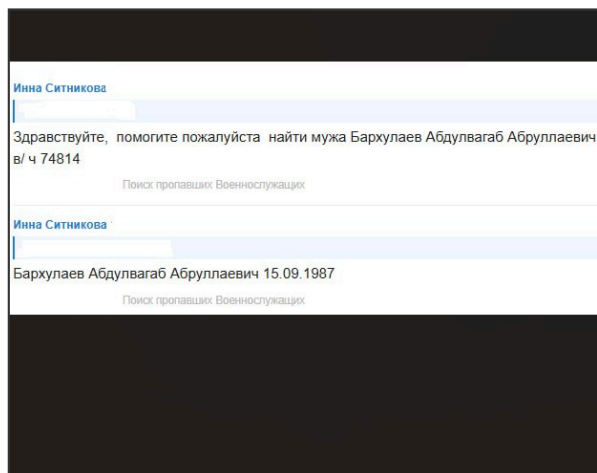 Инна Ситникова
Здравствуйте, помогите пожалуйста найти мужа Бархулаев Абдулвагаб Абруллаевич
в/ ч 74814
Поиск пропавших Военнослужащих
Инна Ситникова
Бархулаев Абдулвагаб Абруллаевич 15.09.1987
Поиск пропавших Военнослужащих